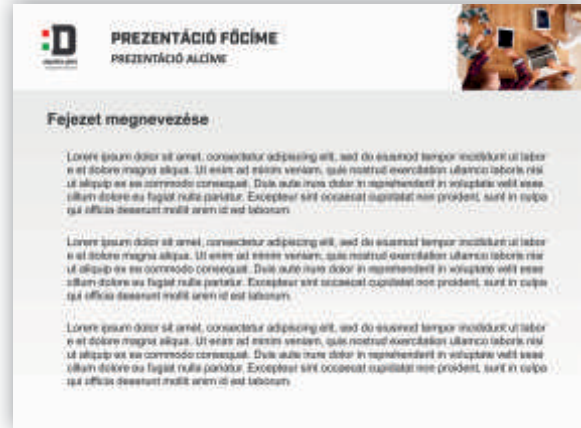 :D
PREZENTÁCIÓ FŐCÍME
PREZENTÁCIÓ ALCÍME
Fejezet megnevezése
Lorem ipsum dolor sit amet, consectetur adipiscing elit, sed do eiusmod tempor incididunt ut labor
e et dolore magna aliqua. Ut enim ad minim veniam, quis nostrud exercitation ullamco laboris nisi
ut aliquip ex ea commodo consequat. Duis aute irure dolor in reprehenderit in voluptate velit esse
cillum dolore eu fugiat nulla pariatur. Excepteur sint occaecat cupidatat non proident, sunt in culpa
qui officia deserunt mollit anim id est laborum.
Lorem ipsum dolor sit amet, consectetur adipiscing elit, sed do eiusmod tempor incididunt ut labor
e et dolore magna aliqua. Ut enim ad minim veniam, quis nostrud exercitation ullamco laboris nisi
ut aliquip ex ea commodo consequat. Duis aute irure dolor in reprehenderit in voluptate velit esse
cillum dolore eu fugiat nulla pariatur. Excepteur sint occaecat cupidatat non proident, sunt in culpa
qui officia deserunt mollit anim id est laborum.
Lorem ipsum dolor sit amet, consectetur adipiscing elit, sed do eiusmod tempor incididunt ut labor
e et dolore magna aliqua. Ut enim ad minim veniam, quis nostrud exercitation ullamco laboris nisi
ut aliquip ex ea commodo consequat. Duis aute irure dolor in reprehenderit in voluptate velit esse
cillum dolore eu fugiat nulla pariatur. Excepteur sint occaecat cupidatat non proident, sunt in culpa
qui officia deserunt mollit anim id est laborum.